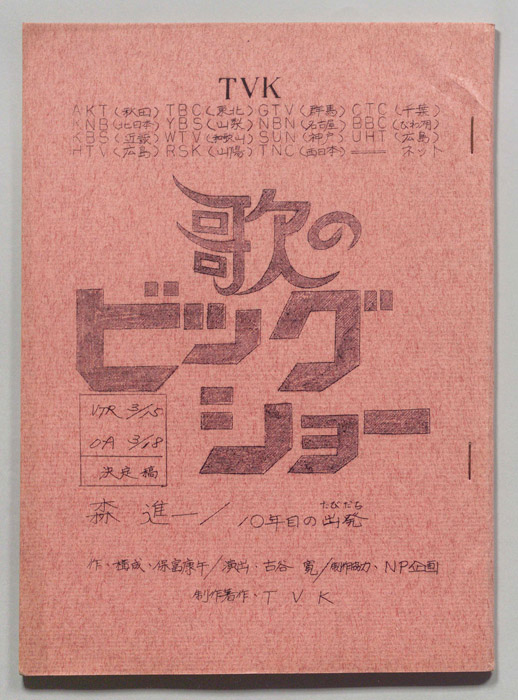 TVK
AKT(秋田) TBC(東北) GTV(群馬) CTC(千葉)
KNB(北日本) YBS(山梨) NBN(名古屋) BBC(びわ湖)
KBS(近畿) WTV(和歌山) SUN(神戸) UHT(広島)
HTV(広島) RSK(山陽) TNC(西日本) ネット
歌の
ビッグ
ショー
VTR 3/15
OA 3/18
決定稿
たびだち
森 進一/10年目の出発
作・構成・保富康午/演出・古谷 寛/制作協力・NP企画
制作著作・TVK